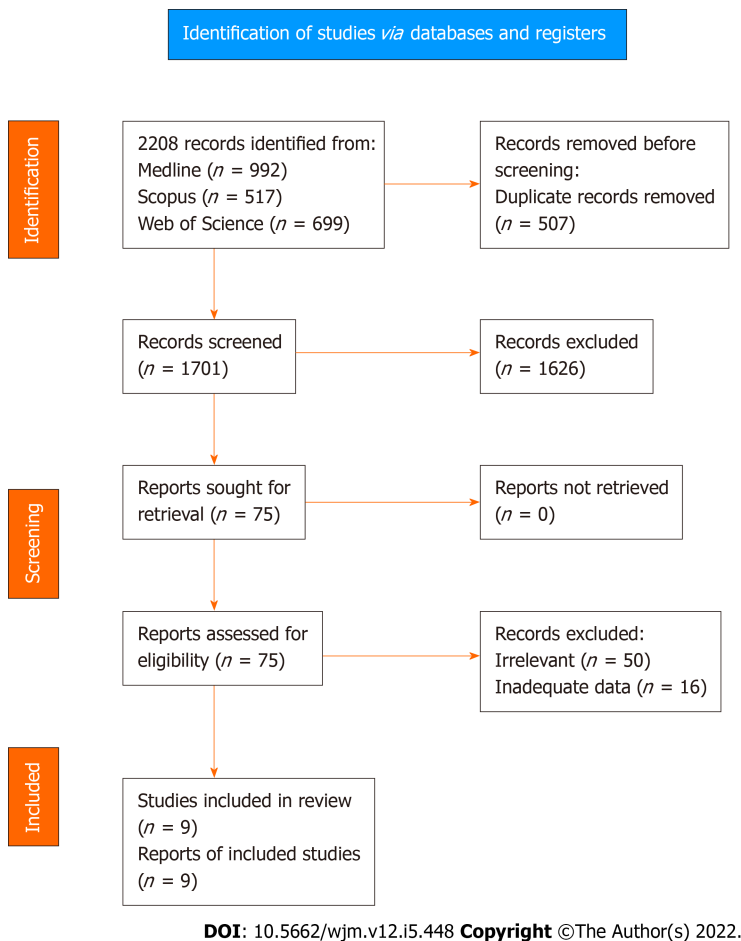 Identification of studies via databases and registers
Identification
2208 records identified from:
Medline (n = 992)
Scopus (n = 517)
Web of Science (n = 699)
Records removed before
screening:
Duplicate records removed
(n = 507)
Records screened
(n = 1701)
Records excluded
(n = 1626)
Screening
Reports sought for
retrieval (n = 75)
Reports not retrieved
(n = 0)
Reports assessed for
eligibility (n = 75)
Records excluded:
Irrelevant (n = 50)
Inadequate data (n = 16)
Included
Studies included in review
(n = 9)
Reports of included studies
(n = 9)
DOI: 10.5662/wjm.v12.i5.448 Copyright ©The Author(s) 2022.